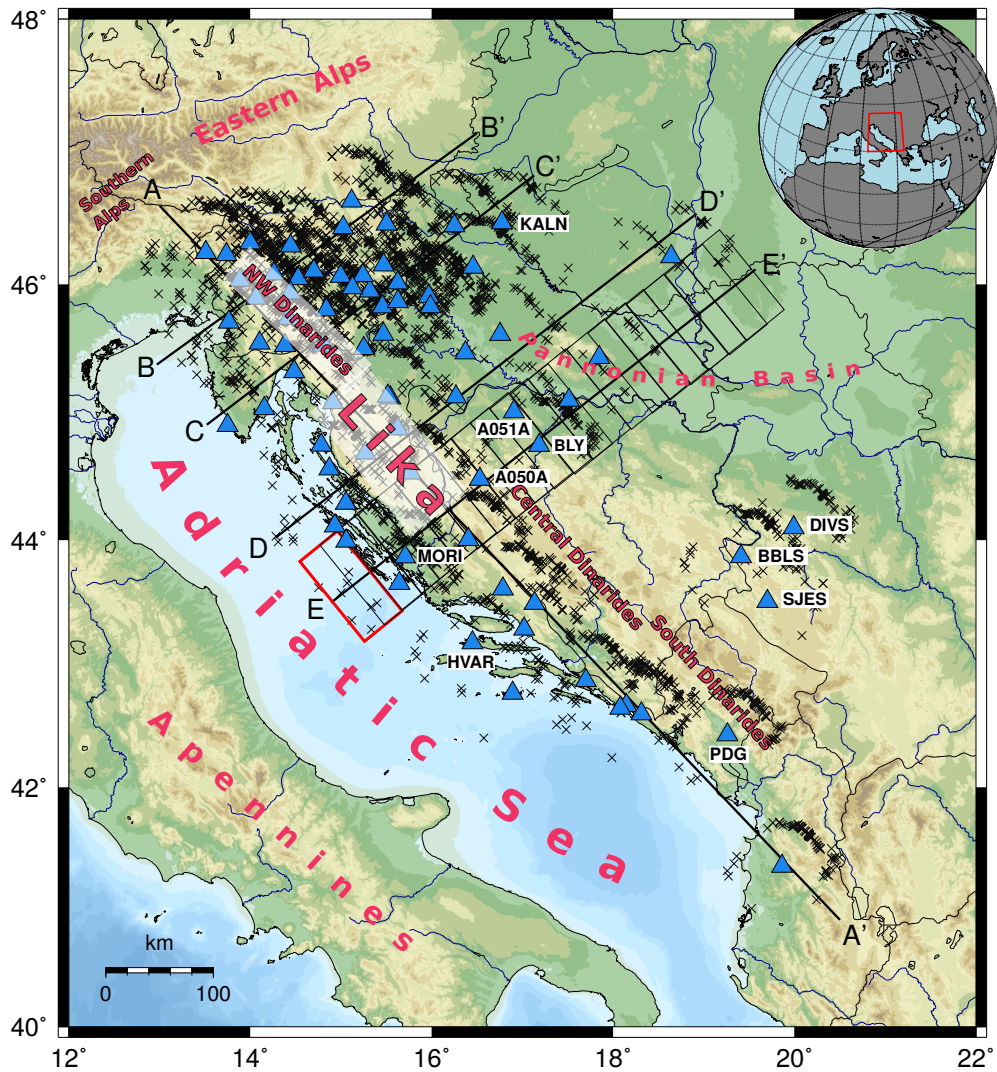 48˚
46˚
44˚
42˚
40˚
12˚
14˚
16˚
18˚
20˚
22˚
Eastern Alps
Southern
Alps
A
B'
C'
KALN
D'
E'
NW Dinarides
B
Pannonian Basin
C
Lika
A051A
BLY
A050A
Central Dinarides
DIVS
D
MORI
BBLS
E
SJES
HVAR
South Dinarides
PDG
Adriatic Sea
Apennines
A'
km
0
100